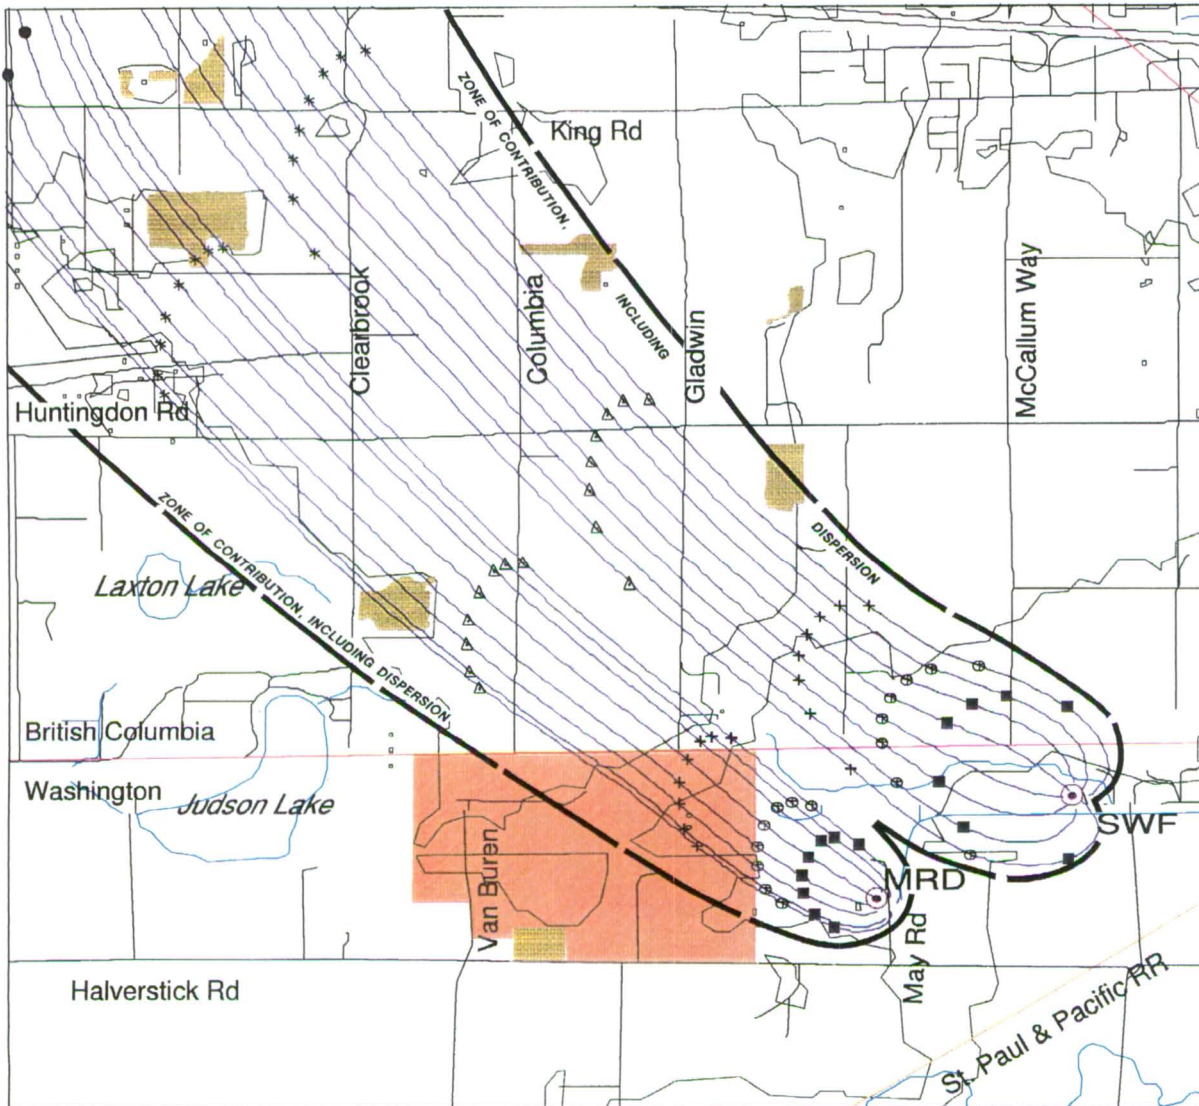 King Rd
ZONE OF CONTRIBUTION,
INCLUDING
DISPERSION
Clearbrook
Columbia
Gladwin
McCallum Way
Huntingdon Rd
ZONE OF CONTRIBUTION, INCLUDING DISPERSION
Laxton Lake
British Columbia
Washington
Judson Lake
Van Buren
SWF
MRD
May Rd
Halverstick Rd
St. Paul & Pacific RR